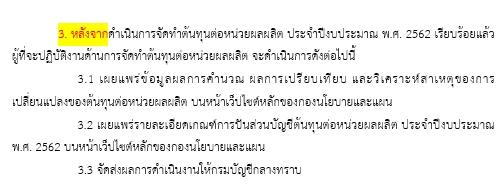 3. หลังจากดำเนินการจัดทำต้นทุนต่อหน่วยผลผลิต ประจำปีงบประมาณ พ.ศ. 2562 เรียบร้อยแล้ว
ผู้ที่จะปฏิบัติงานด้านการจัดทำต้นทุนต่อหน่วยผลผลิต จะดำเนินการดังต่อไปนี้
3.1 เผยแพร่ข้อมูลผลการคำนวณ ผลการเปรียบเทียบ และวิเคราะห์สาเหตุของการ
เปลี่ยนแปลงของต้นทุนต่อหน่วยผลผลิต บนหน้าเว็ปไซต์หลักของกองนโยบายและแผน
3.2 เผยแพร่รายละเอียดเกณฑ์การปันส่วนบัญชีต้นทุนต่อหน่วยผลผลิต ประจำปีงบประมาณ
พ.ศ. 2562 บนหน้าเว็ปไซต์หลักของกองนโยบายและแผน
3.3 จัดส่งผลการดำเนินงานให้กรมบัญชีกลางทราบ